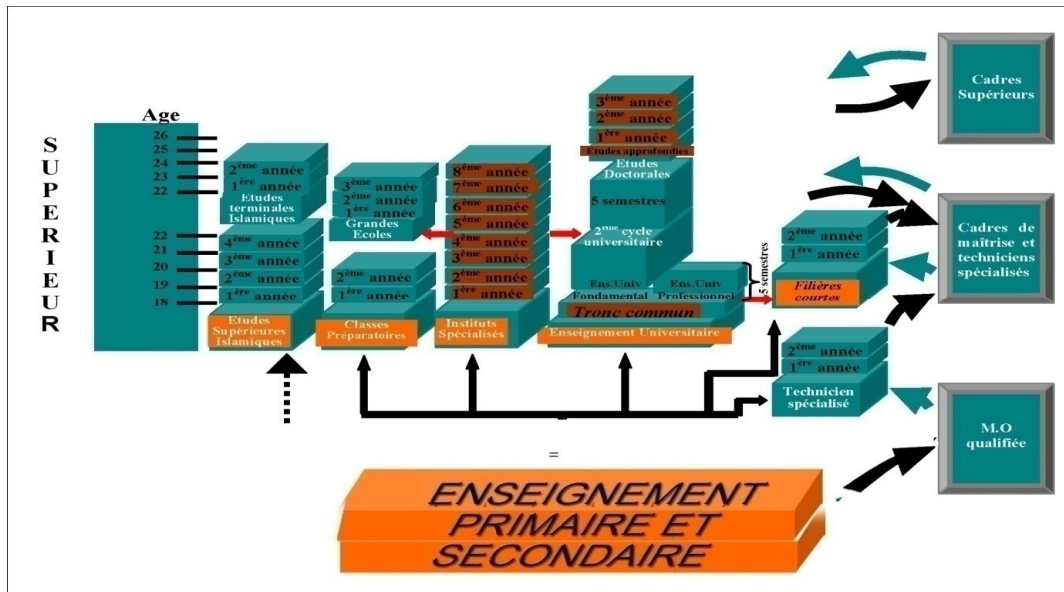 SUPERIEUR
Age
26
25
24
23
22
22
21
20
19
18
2ème année
1ère année
Etudes
terminales
Islamiques
4ème année
3ème année
2ème année
1ère année
Etudes
Supérieures
Islamiques
3ème année
2ème année
1ère année
Grandes
Ecoles
2ème année
1ère année
Classes
Préparatoires
8ème année
7ème année
6ème année
5ème année
4ème année
3ème année
2ème année
1ère année
Instituts
Spécialisés
3ème année
2ème année
1ère année
Etudes approfondies
Etudes
Doctorales
5 semestres
2ème cycle
universitaire
Ens.Univ
Fondamental
Ens.Univ
Professionnel
Tronc commun
Enseignement Universitaire
5 semestres
2ème année
1ère année
Filières
courtes
2ème année
1ère année
Technicien
spécialisé
Cadres
Supérieurs
Cadres de
maîtrise et
techniciens
spécialisés
M.O
qualifiée
=
ENSEIGNEMENT
PRIMAIRE ET
SECONDAIRE